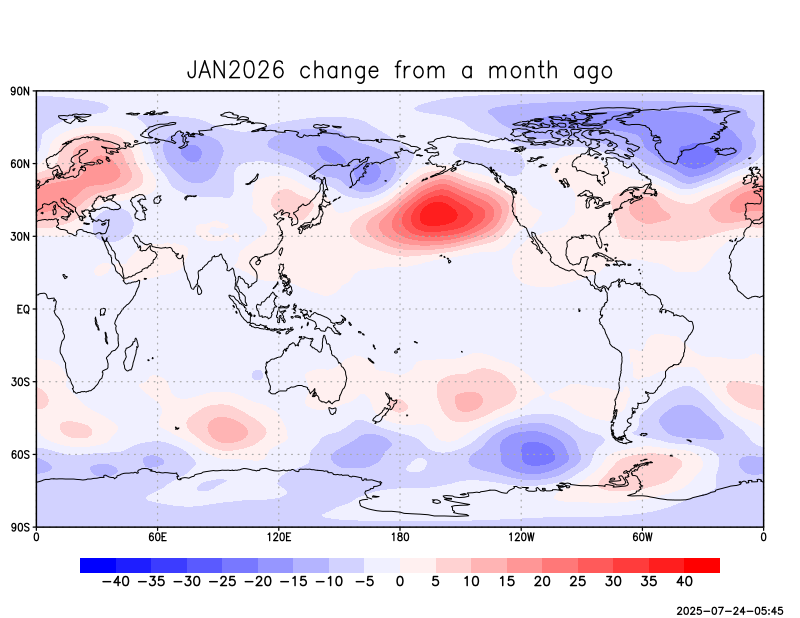 JAN2026 change from a month ago
90N
60N
30N
EQ
30S
60S
90S
0 60E 120E 180 120W 60W 0
−40 −35 −30 −25 −20 −15 −10 −5 0 5 10 15 20 25 30 35 40
2025-07-24-05:45